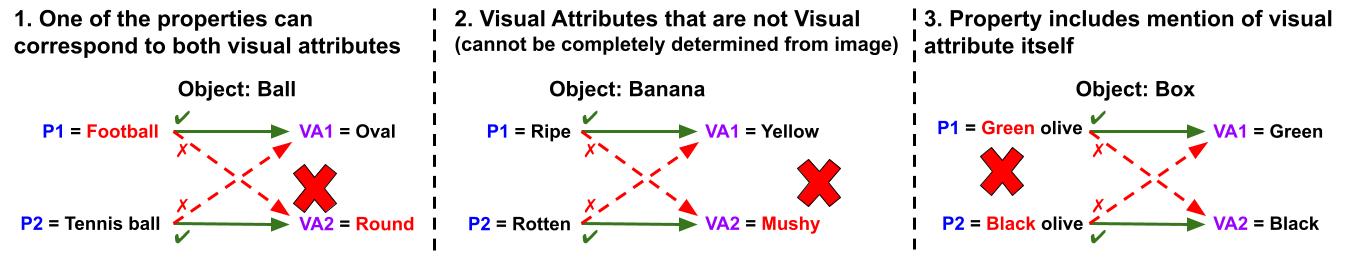 1. One of the properties can
correspond to both visual attributes
Object: Ball
P1 = Football
VA1 = Oval
P2 = Tennis ball
VA2 = Round
2. Visual Attributes that are not Visual
(cannot be completely determined from image)
Object: Banana
P1 = Ripe
VA1 = Yellow
P2 = Rotten
VA2 = Mushy
3. Property includes mention of visual
attribute itself
Object: Box
P1 = Green olive
VA1 = Green
P2 = Black olive
VA2 = Black